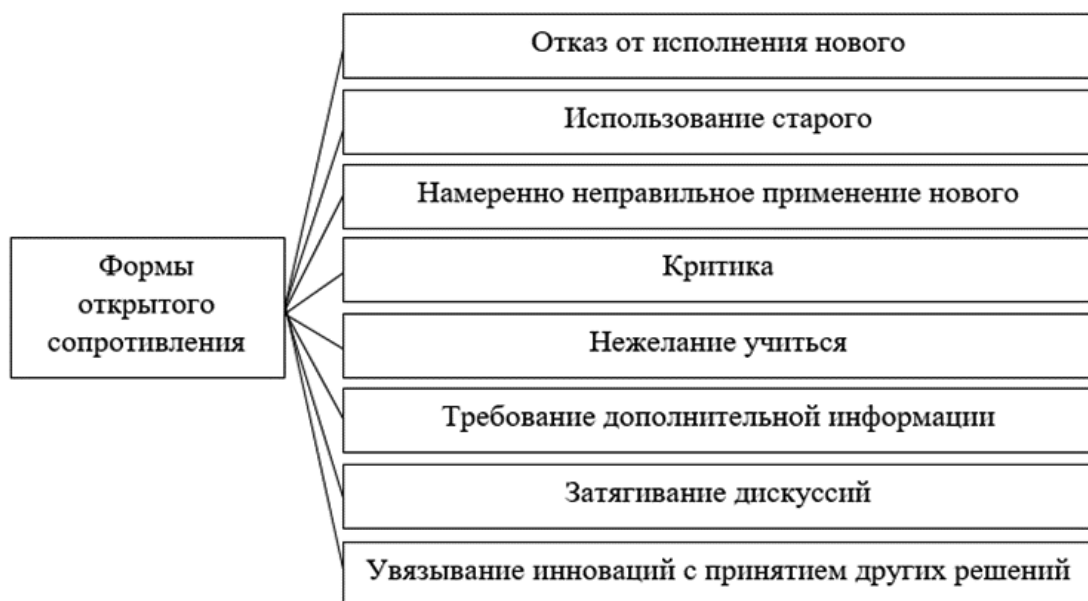 Отказ от исполнения нового
Использование старого
Намеренно неправильное применение нового
Формы
открытого
сопротивления
Критика
Нежелание учиться
Требование дополнительной информации
Затягивание дискуссий
Увязывание инноваций с принятием других решений